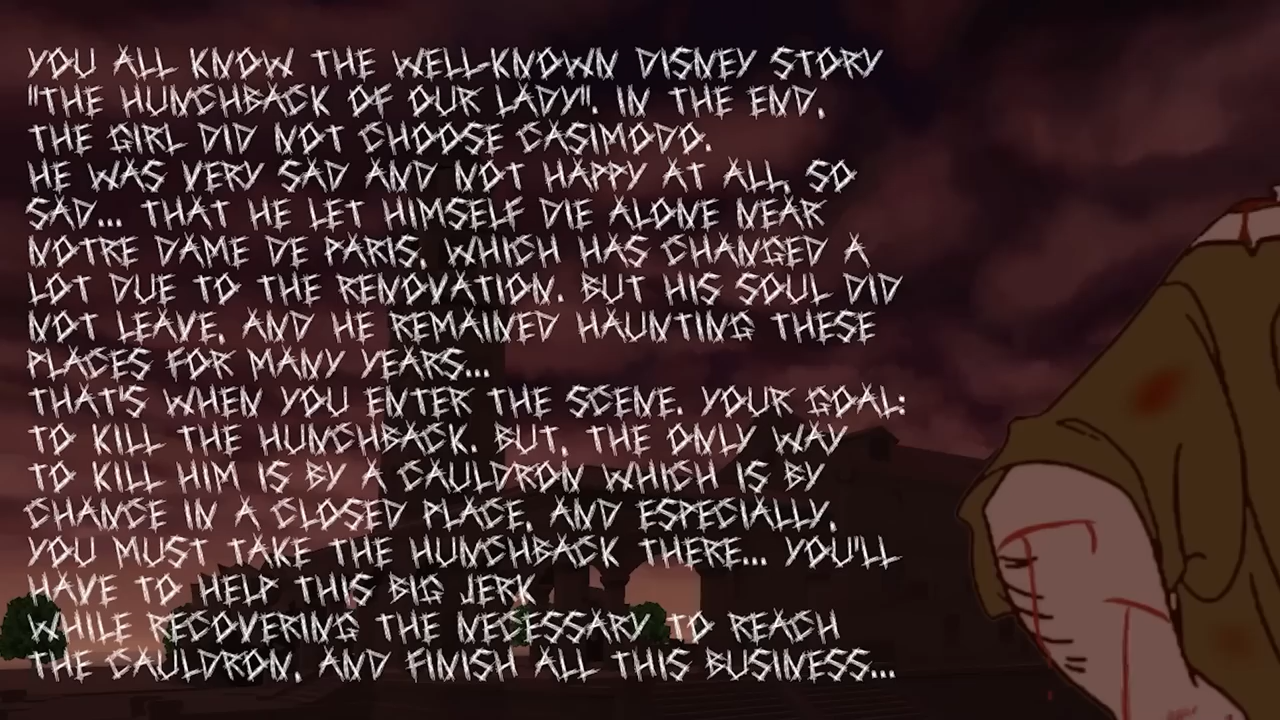 YOU ALL KNOW THE WELL-KNOWN DISNEY STORY
"THE HUNCHBACK OF OUR LADY". IN THE END,
THE GIRL DID NOT CHOOSE CASIMODO.
HE WAS VERY SAD AND NOT HAPPY AT ALL, SO
SAD... THAT HE LET HIMSELF DIE ALONE NEAR
NOTRE DAME DE PARIS, WHICH HAS CHANGED A
LOT DUE TO THE RENOVATION. BUT HIS SOUL DID
NOT LEAVE, AND HE REMAINED HAUNTING THESE
PLACES FOR MANY YEARS...
THAT'S WHEN YOU ENTER THE SCENE. YOUR GOAL:
TO KILL THE HUNCHBACK. BUT, THE ONLY WAY
TO KILL HIM IS BY A CAULDRON WHICH IS BY
CHANCE IN A CLOSED PLACE, AND ESPECIALLY,
YOU MUST TAKE THE HUNCHBACK THERE... YOU'LL
HAVE TO HELP THIS BIG JERK
WHILE RECOVERING THE NECESSARY TO REACH
THE CAULDRON, AND FINISH ALL THIS BUSINESS...